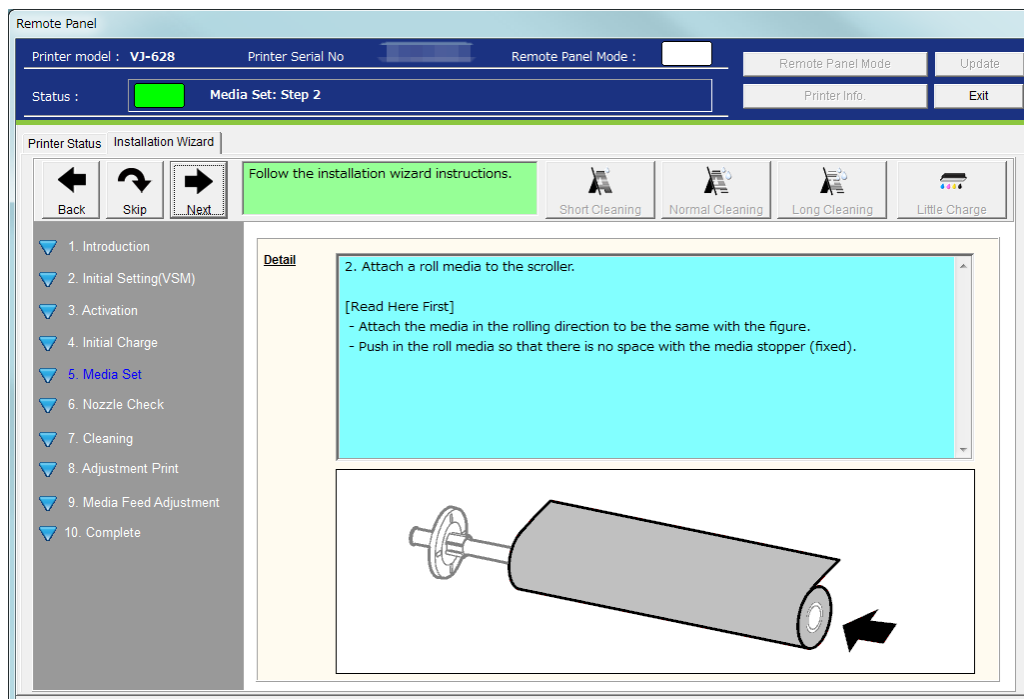 Remote Panel
Printer model : VJ-628 Printer Serial No Remote Panel Mode :
Remote Panel Mode Update
Status : Media Set: Step 2
Printer Info. Exit
Printer Status Installation Wizard
Back Skip Next
Follow the installation wizard instructions.
Short Cleaning Normal Cleaning Long Cleaning Little Charge
1. Introduction
2. Initial Setting(VSM)
3. Activation
4. Initial Charge
5. Media Set
6. Nozzle Check
7. Cleaning
8. Adjustment Print
9. Media Feed Adjustment
10. Complete
Detail
2. Attach a roll media to the scroller.
[Read Here First]
- Attach the media in the rolling direction to be the same with the figure.
- Push in the roll media so that there is no space with the media stopper (fixed).